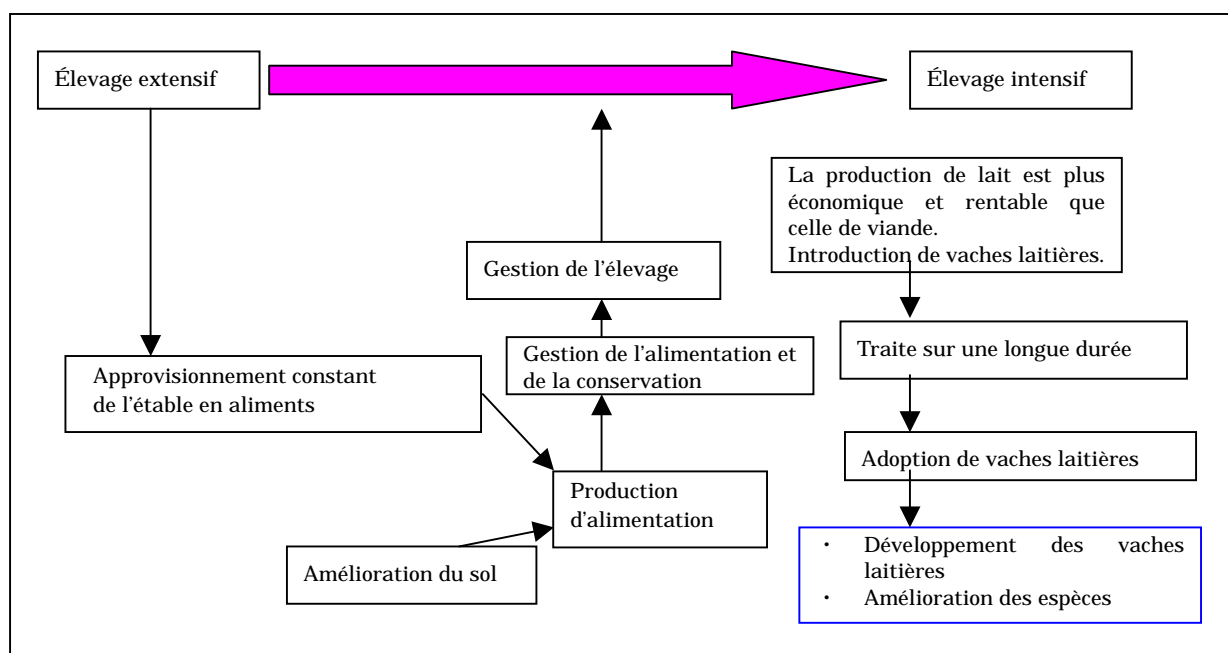 Élevage extensif
Élevage intensif
La production de lait est plus
économique et rentable que
celle de viande.
Introduction de vaches laitières.
Gestion de l'élevage
Gestion de l'alimentation et
de la conservation
Traite sur une longue durée
Approvisionnement constant
de l'étable en aliments
Adoption de vaches laitières
Production
d'alimentation
Amélioration du sol
· Développement des vaches
laitières
· Amélioration des espèces